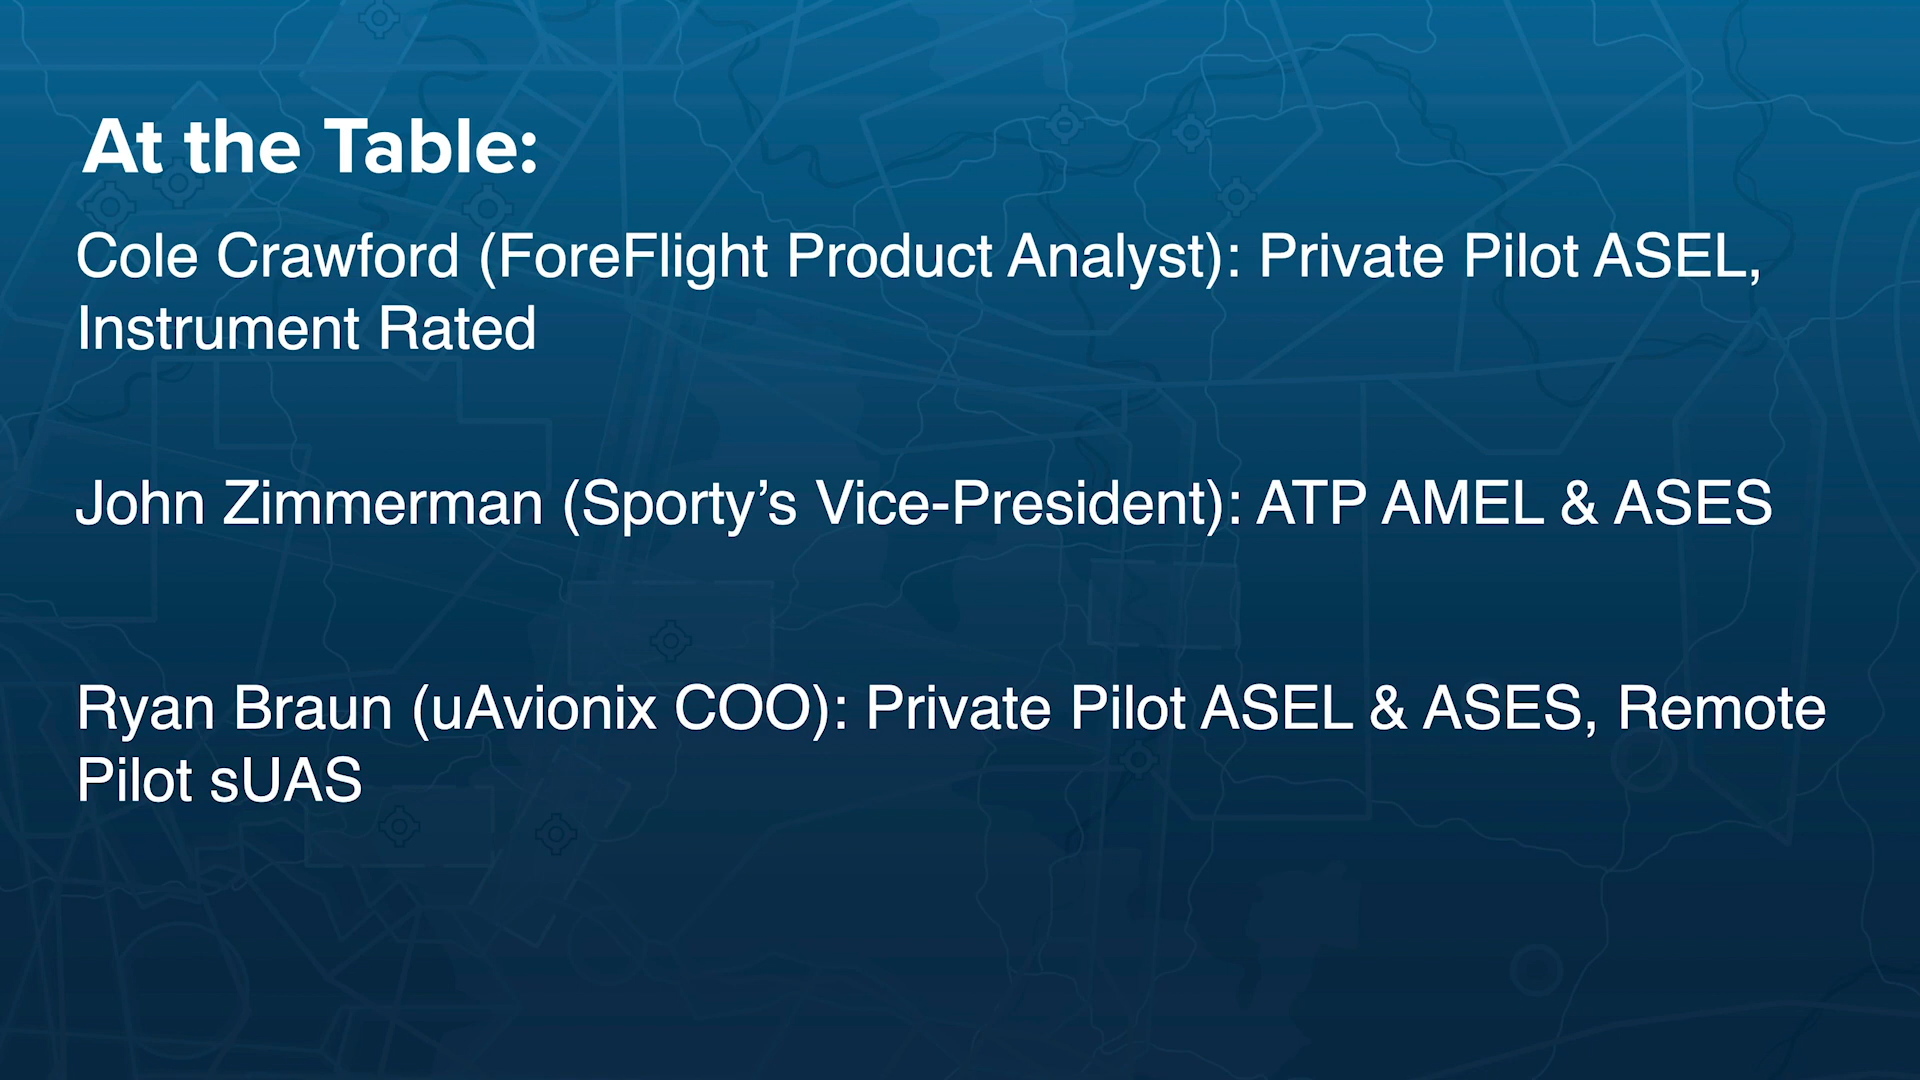 At the Table:
Cole Crawford (ForeFlight Product Analyst): Private Pilot ASEL,
Instrument Rated
John Zimmerman (Sporty’s Vice-President): ATP AMEL & ASES
Ryan Braun (uAvionix COO): Private Pilot ASEL & ASES, Remote
Pilot sUAS